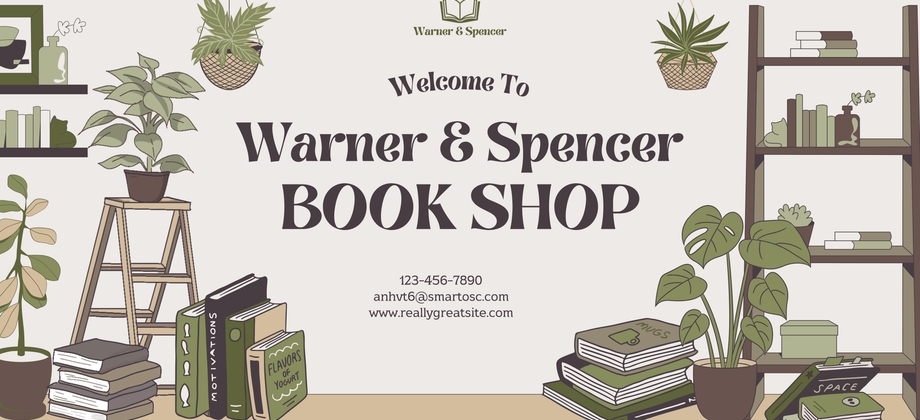 Warner & Spencer
Welcome To
Warner & Spencer
BOOK SHOP
123-456-7890
anhvt6@smartosc.com
www.reallygreatsite.com
MOTIVATIONS
FLAVORS
OF
YOGURT
MUGS
SPACE